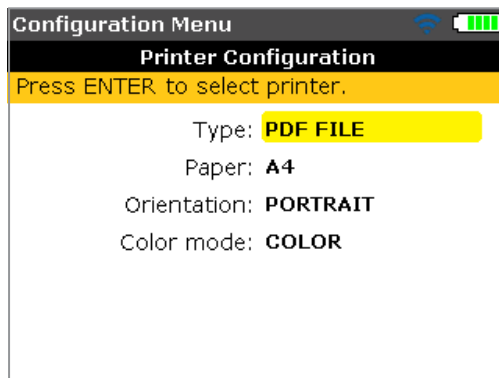 Configuration Menu
Printer Configuration
Press ENTER to select printer.
Type: PDF FILE
Paper: A4
Orientation: PORTRAIT
Color mode: COLOR